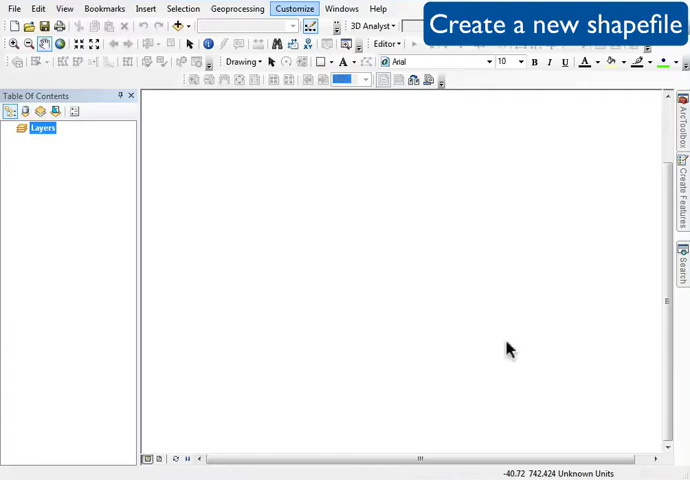 File Edit View Bookmarks Insert Selection Geoprocessing Customize Windows Help
Create a new shapefile
3D Analyst
Editor
Drawing A Arial 10 B I U A
Table Of Contents
Layers
ArcToolbox
Create Features
Search
-40.72 742.424 Unknown Units